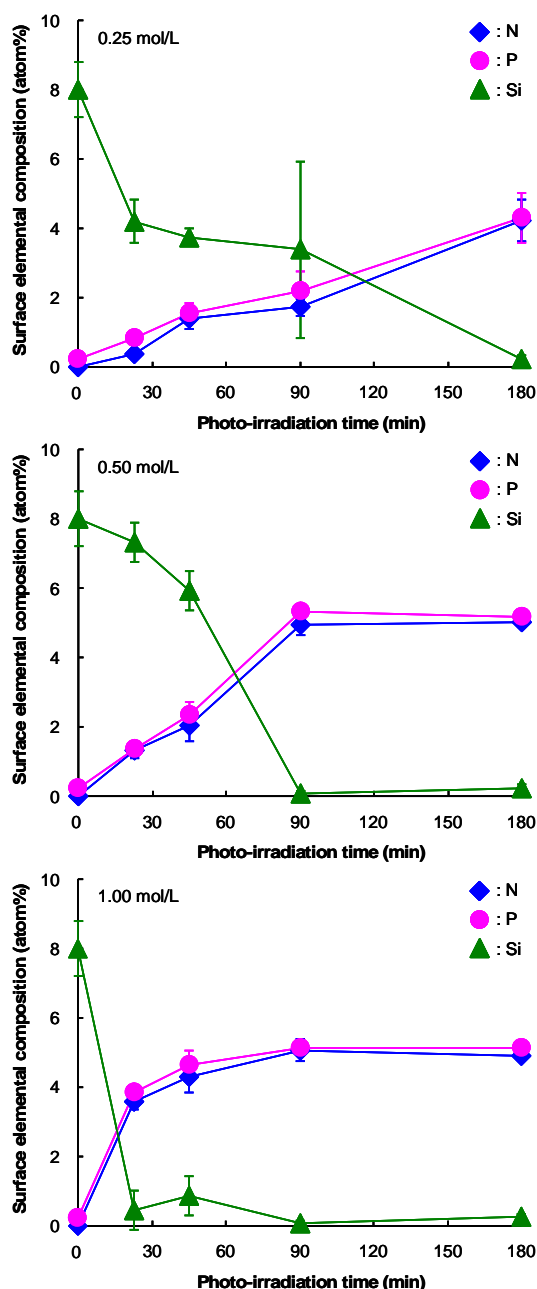 10
0.25 mol/L
: N
: P
: Si
8
6
4
2
0
0 30 60 90 120 150 180
Surface elemental composition (atom%)
Photo-irradiation time (min)
10
0.50 mol/L
: N
: P
: Si
8
6
4
2
0
0 30 60 90 120 150 180
Surface elemental composition (atom%)
Photo-irradiation time (min)
10
1.00 mol/L
: N
: P
: Si
8
6
4
2
0
0 30 60 90 120 150 180
Surface elemental composition (atom%)
Photo-irradiation time (min)